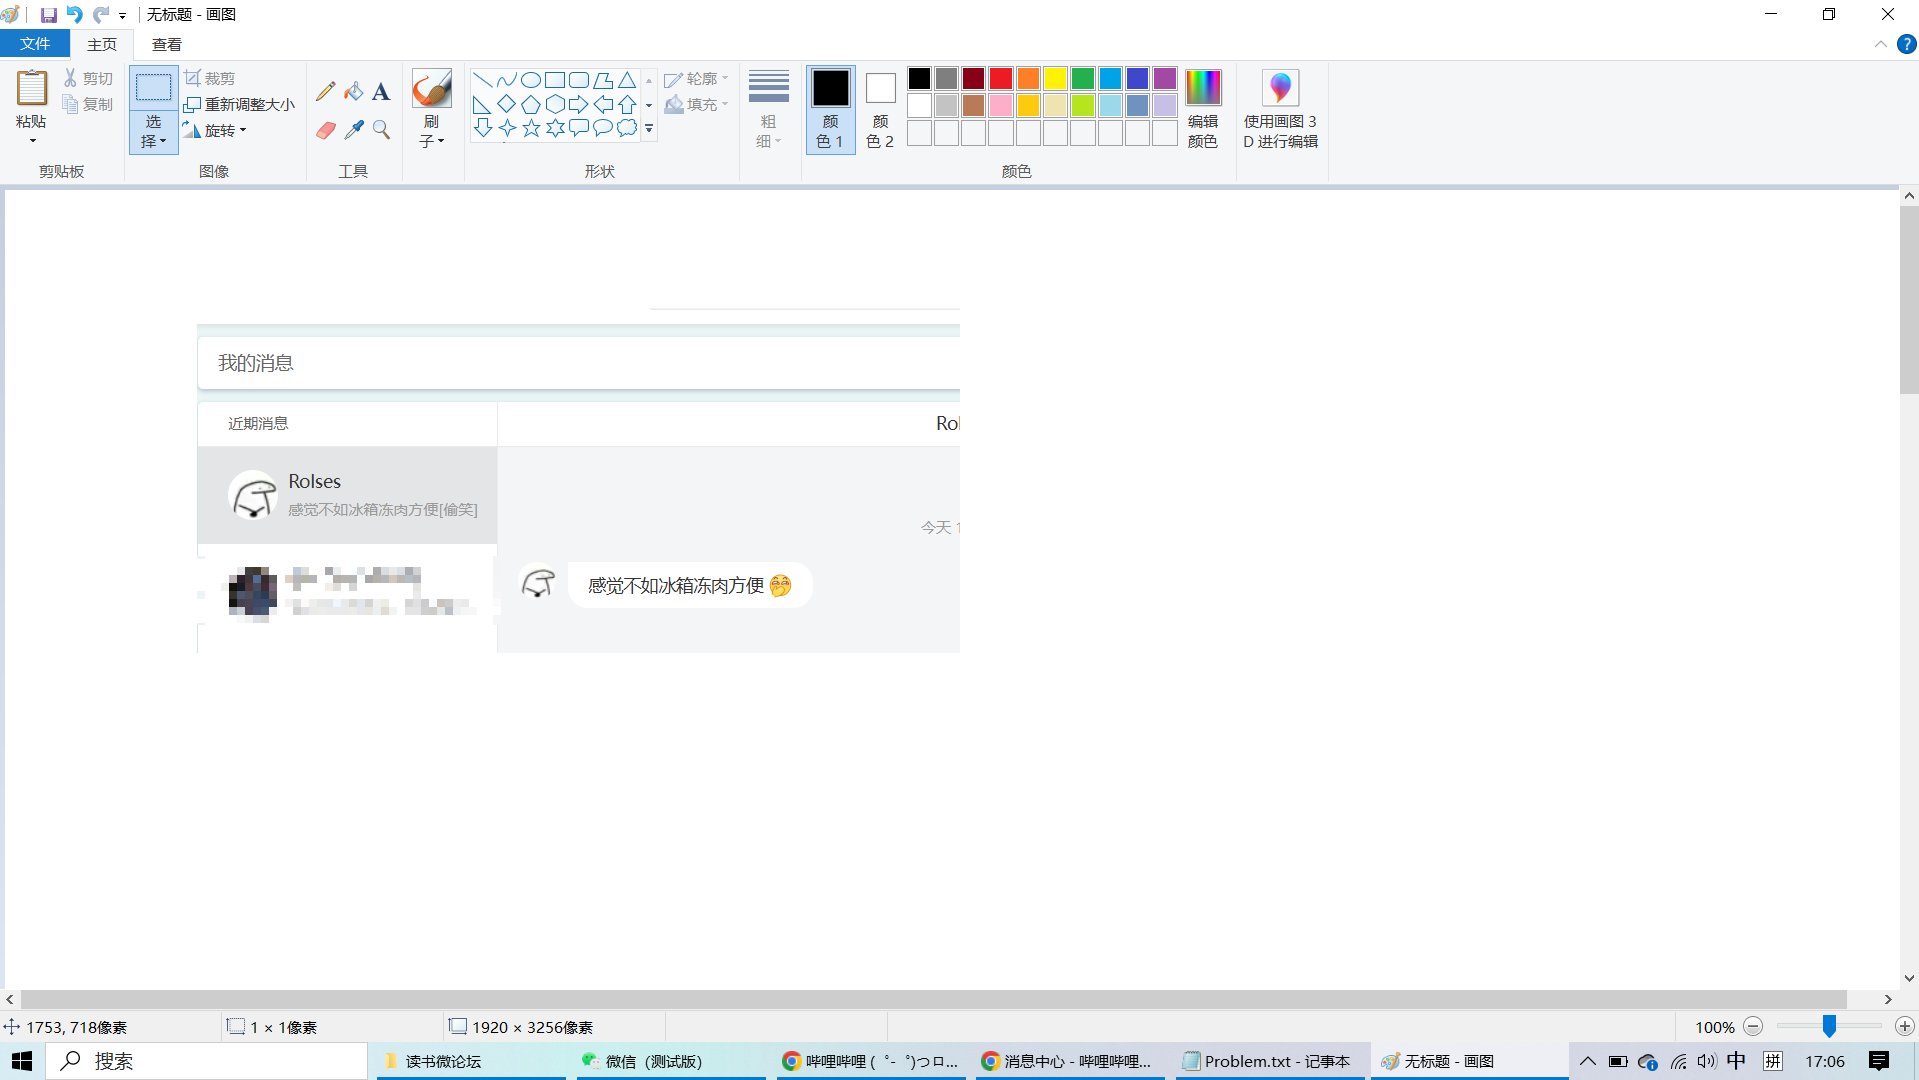 无标题 - 画图
文件
主页
查看
粘贴
剪切
复制
剪贴板
选
择
裁剪
重新调整大小
旋转
图像
A
工具
刷
子
形状
轮廓
填充
粗
细
颜
色 1
颜
色 2
编辑
颜色
颜色
使用画图 3
D 进行编辑
我的消息
近期消息
Rol
Rolses
感觉不如冰箱冻肉方便[偷笑]
今天 1
感觉不如冰箱冻肉方便
1753, 718像素
1 × 1像素
1920 × 3256像素
100%
搜索
读书微论坛
微信（测试版）
哔哩哔哩 ( ゜- ゜)つロ...
消息中心 - 哔哩哔哩...
Problem.txt - 记事本
无标题 - 画图
中
拼
17:06